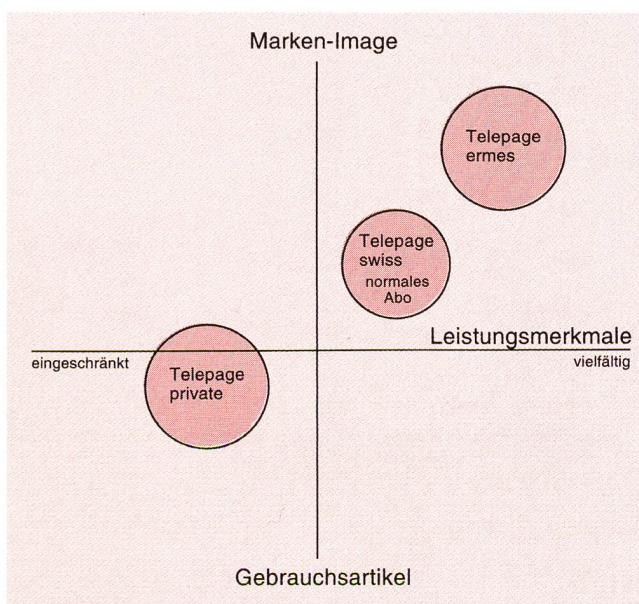 Marken-Image
Telepage
ermes
Telepage
swiss
normales
Abo
Leistungsmerkmale
eingeschränkt
vielfältig
Telepage
private
Gebrauchsartikel